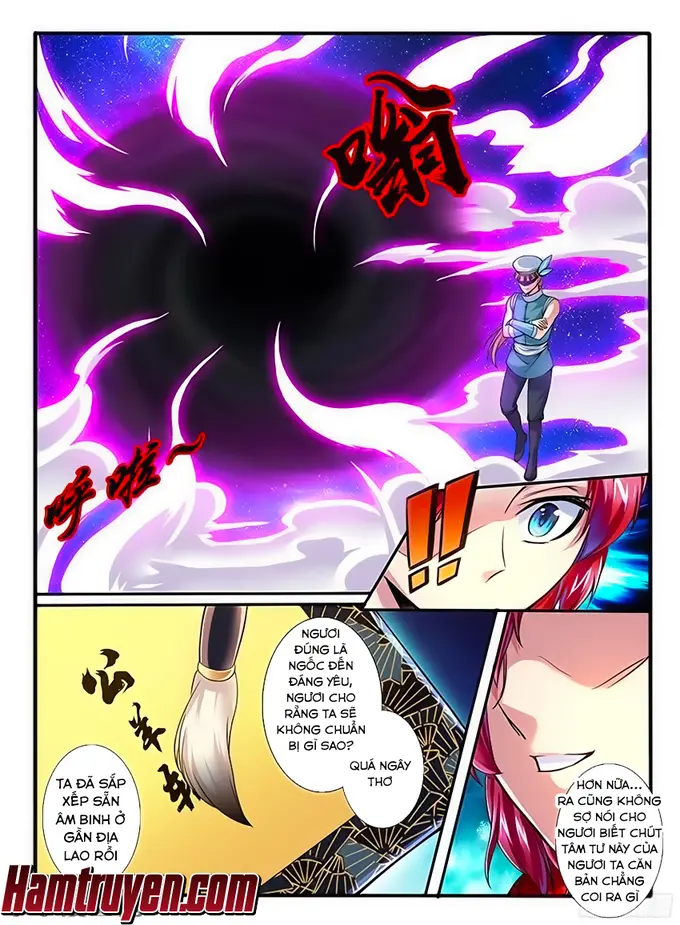 嗡
呼啦～
!!
NGƯƠI
ĐÚNG LÀ
NGỐC ĐẾN
ĐÁNG YÊU,
NGƯƠI CHO
RẰNG TA SẼ
KHÔNG CHUẨN
BỊ GÌ SAO?
QUÁ NGÂY
THƠ
公
羊
TA ĐÃ SẮP
XẾP SẴN
ÂM BINH Ở
GẦN ĐỊA
LAO RỒI
HƠN NỮA...
RA CŨNG KHÔNG
SỢ NÓI CHO
NGƯƠI BIẾT CHÚT
TÂM TƯ NÀY CỦA
NGƯƠI TA CĂN
BẢN CHẲNG
COI RA GÌ
Hamtruyen.com